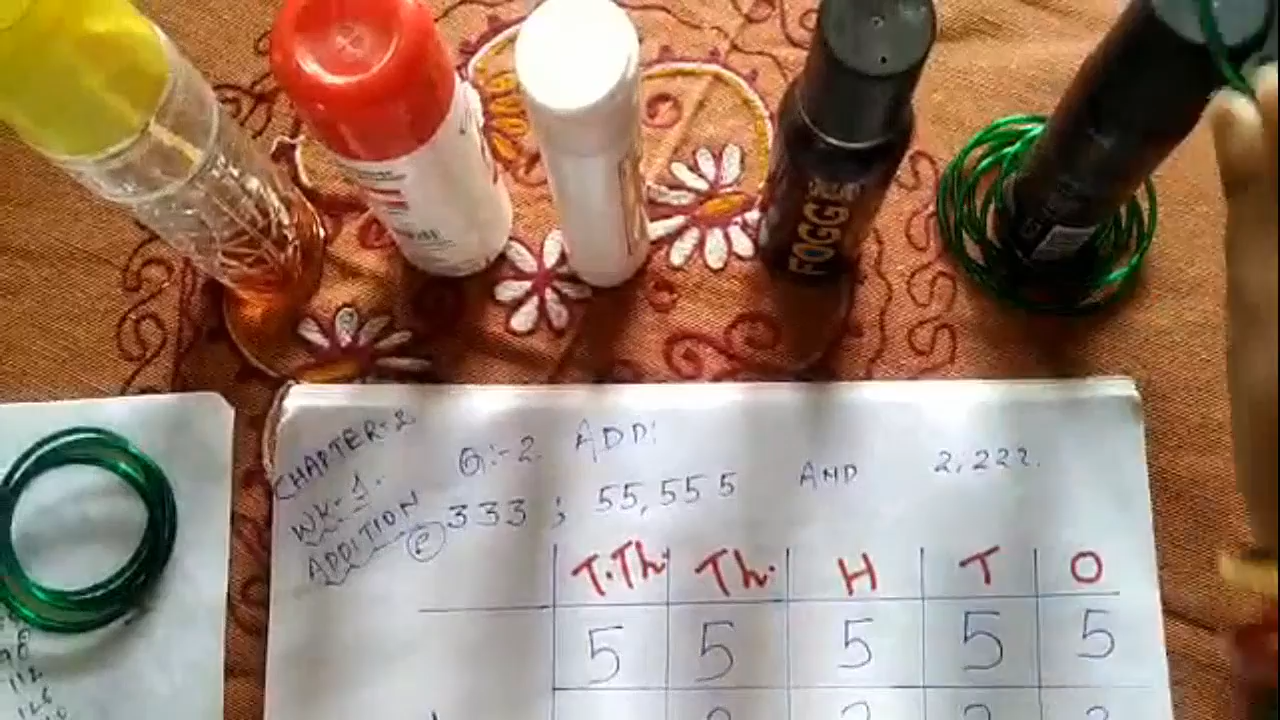 FOGG
CHAPTER-2
WK-1.
ADDITION
Q:-2. ADD:
(e) 333 ; 55,555 AND 2,222.
T.Th. Th. H T O
5 5 5 5 5
112